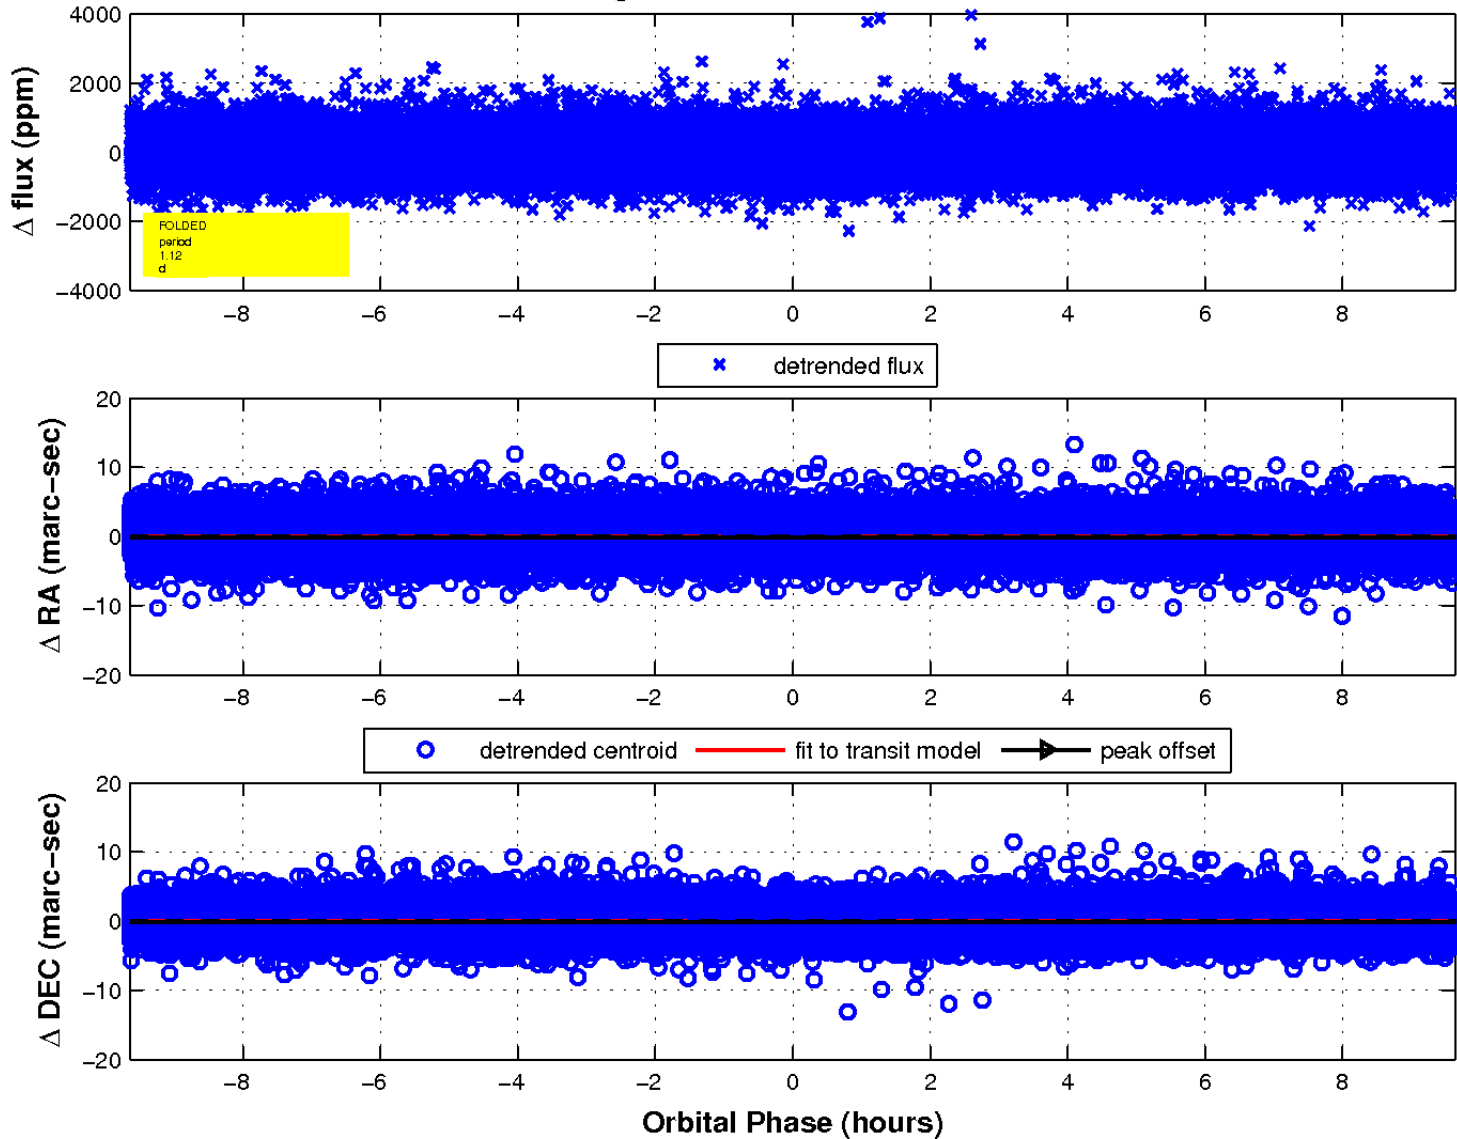 4000
2000
0
−2000
−4000
Δ flux (ppm)
FOLDED
period
1.12
d
−8 −6 −4 −2 0 2 4 6 8
detrended flux
20
10
0
−10
−20
Δ RA (marc−sec)
−8 −6 −4 −2 0 2 4 6 8
detrended centroid fit to transit model peak offset
20
10
0
−10
−20
Δ DEC (marc−sec)
−8 −6 −4 −2 0 2 4 6 8
Orbital Phase (hours)